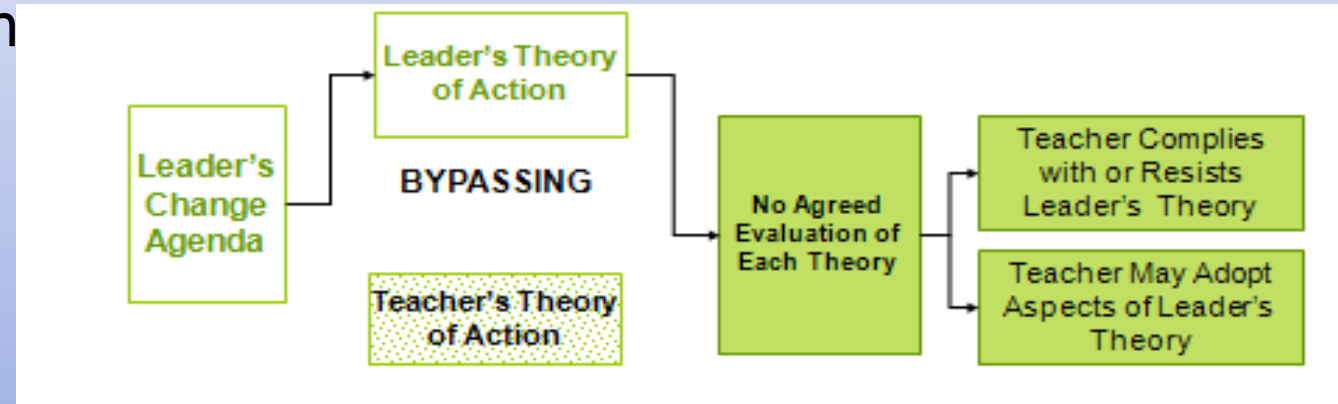 Leader's
Change
Agenda
Leader's Theory
of Action
BYPASSING
Teacher's Theory
of Action
No Agreed
Evaluation of
Each Theory
Teacher Complies
with or Resists
Leader's Theory
Teacher May Adopt
Aspects of Leader's
Theory